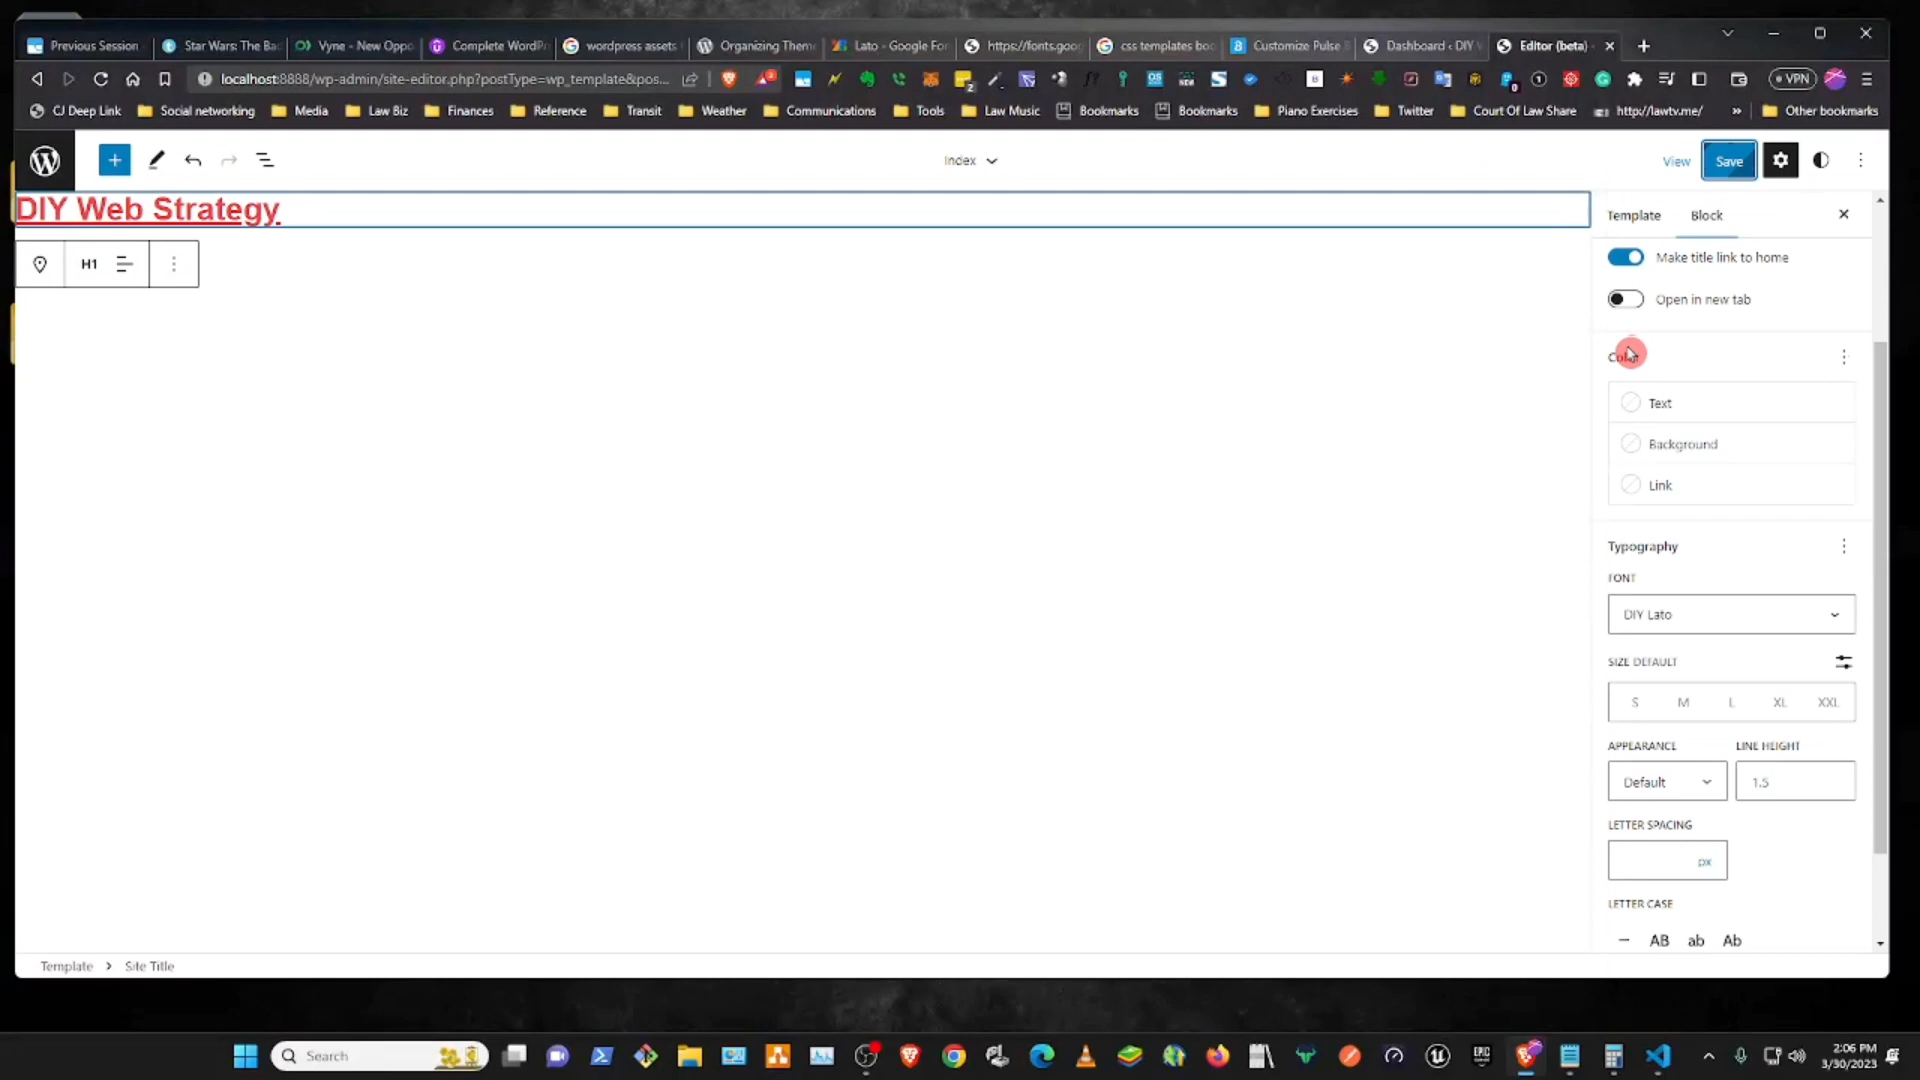 Previous Session
Star Wars: The Ba
Vyne - New Oppo
Complete WordPr
wordpress assets
Organizing Them
Lato - Google For
https://fonts.goo
css templates bo
Customize Pulse
Dashboard ‹ DIY
Editor (beta)
localhost:8888/wp-admin/site-editor.php?postType=wp_template&pos...
VPN
CJ Deep Link
Social networking
Media
Law Biz
Finances
Reference
Transit
Weather
Communications
Tools
Law Music
Bookmarks
Bookmarks
Piano Exercises
Twitter
Court Of Law Share
http://lawtv.me/
»
Other bookmarks
Index
View
Save
DIY Web Strategy
H1
Template
Block
Make title link to home
Open in new tab
Color
Text
Background
Link
Typography
FONT
DIY Lato
SIZE DEFAULT
S M L XL XXL
APPEARANCE
LINE HEIGHT
Default
1.5
LETTER SPACING
px
LETTER CASE
— AB ab Ab
Template > Site Title
Search
2:06 PM
3/30/2023